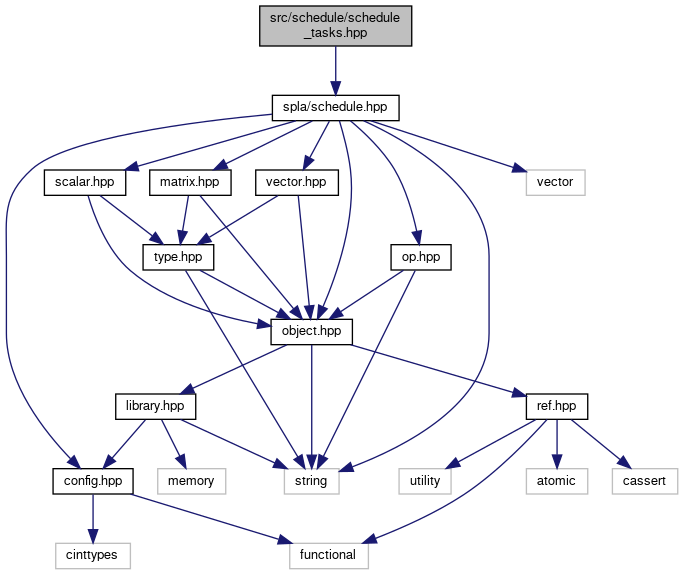 src/schedule/schedule
_tasks.hpp
spla/schedule.hpp
scalar.hpp
matrix.hpp
vector.hpp
vector
type.hpp
op.hpp
object.hpp
library.hpp
ref.hpp
config.hpp
memory
string
utility
atomic
cassert
cinttypes
functional